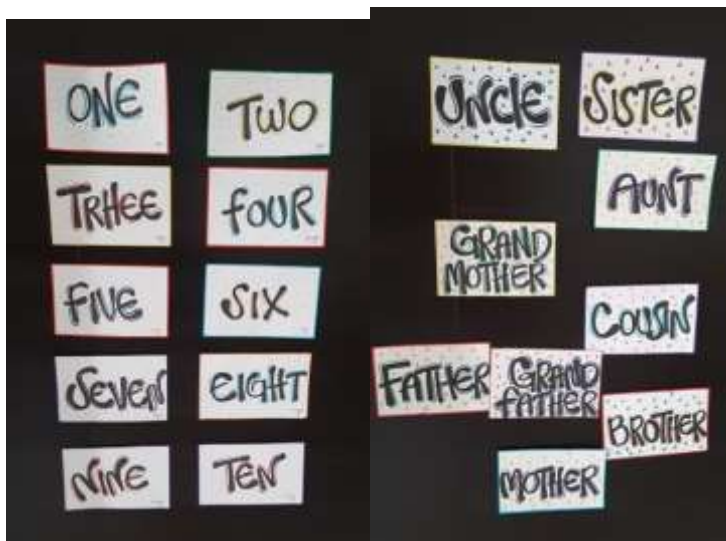 ONE
TWO
TRHEE
FOUR
FIVE
SIX
SEVEN
EIGHT
NINE
TEN
UNCLE
SISTER
AUNT
GRAND
MOTHER
COUSIN
FATHER
GRAND
FATHER
BROTHER
MOTHER